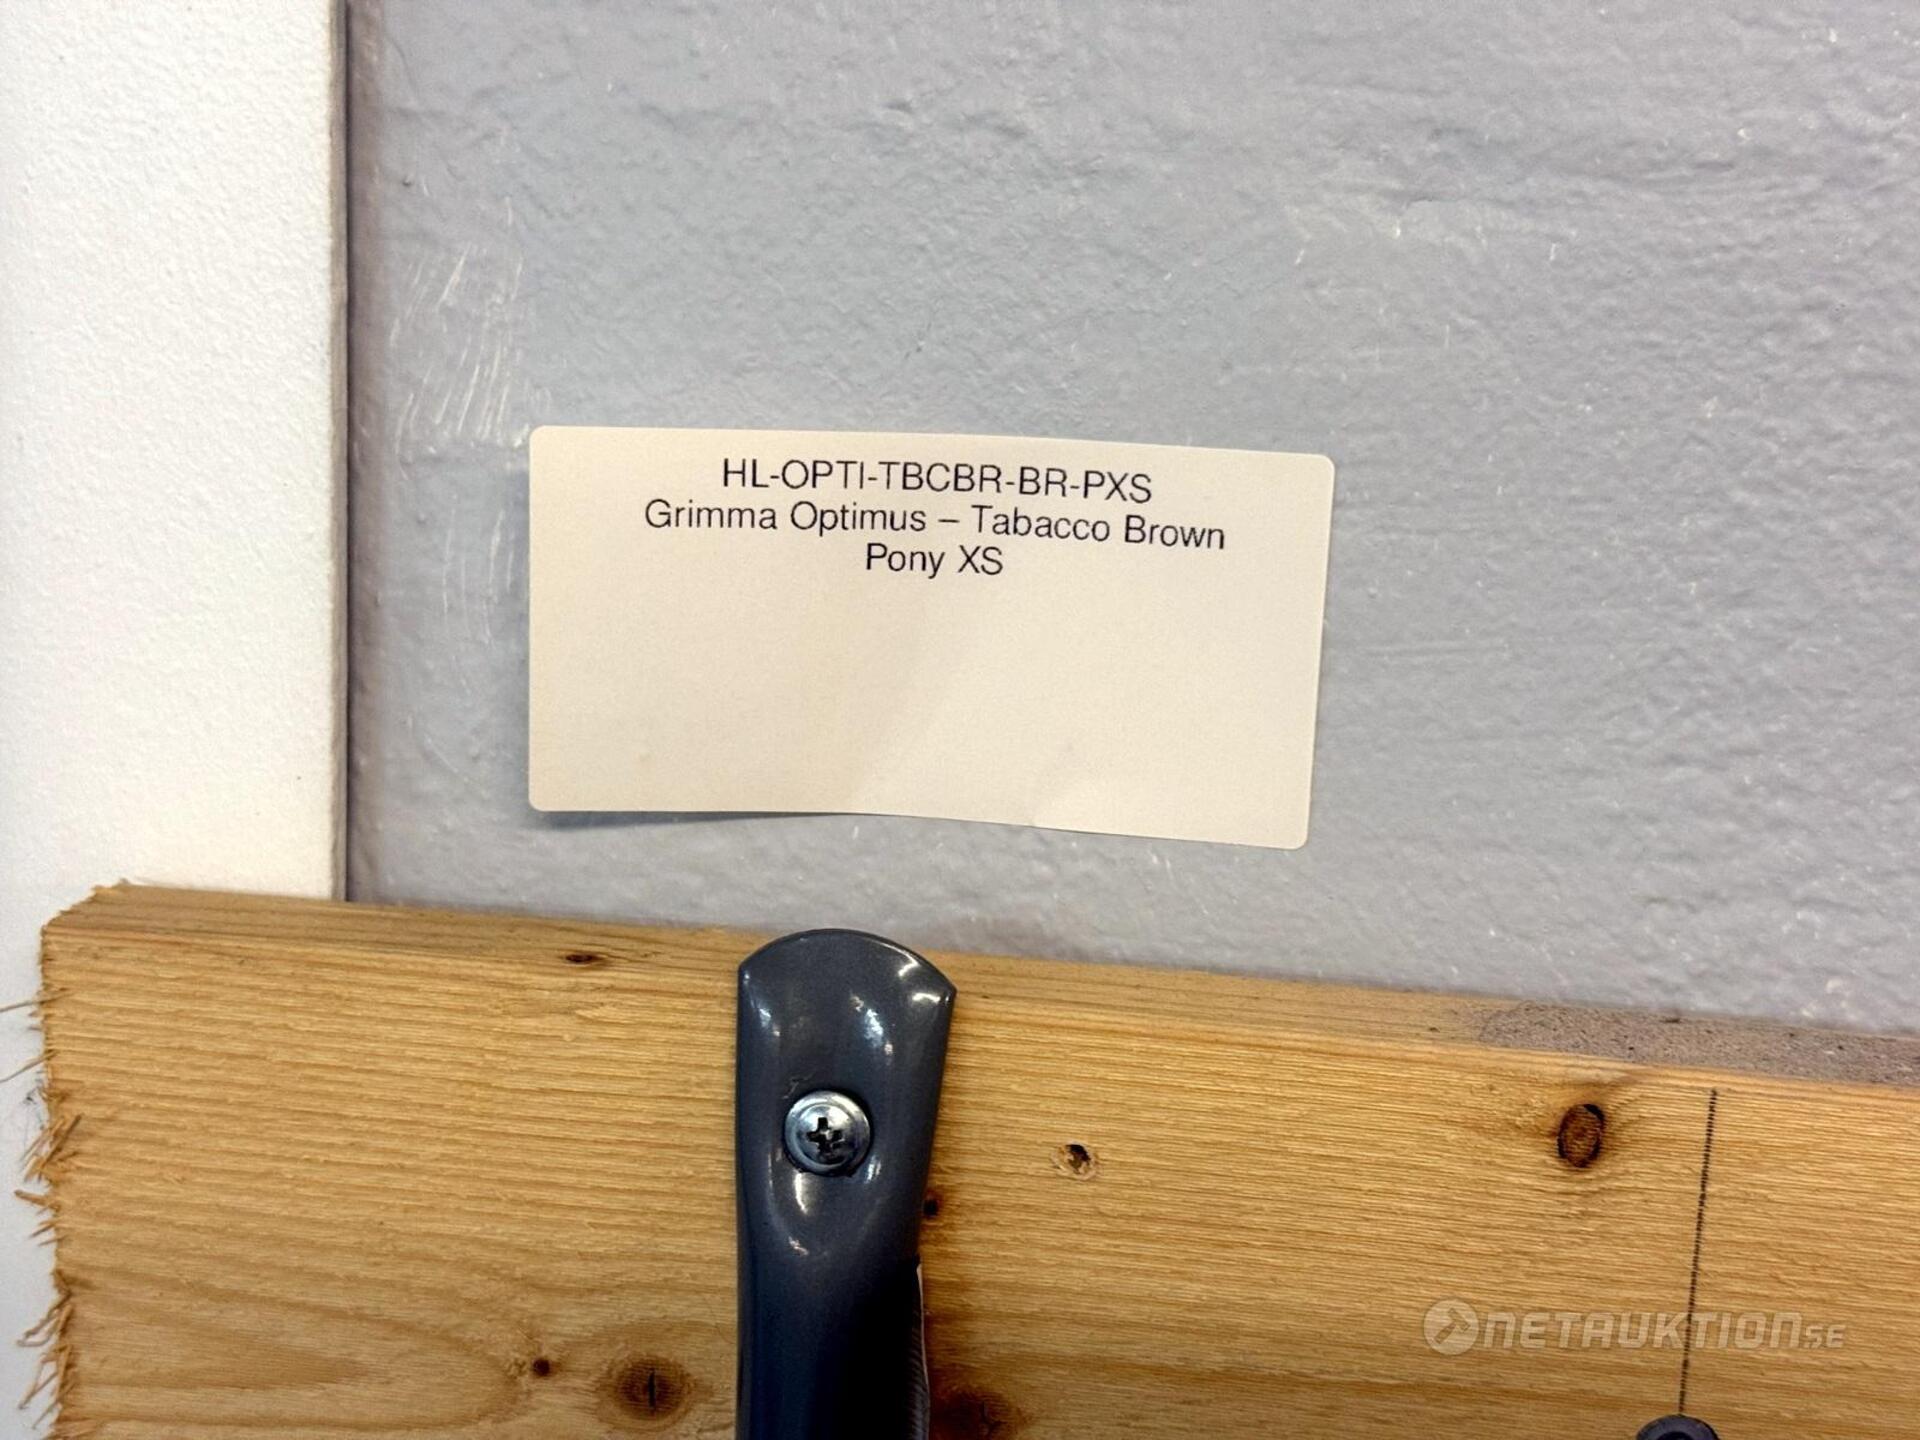 HL-OPTI-TBCBR-BR-PXS
Grimma Optimus – Tabacco Brown
Pony XS
NETAUKTION.SE